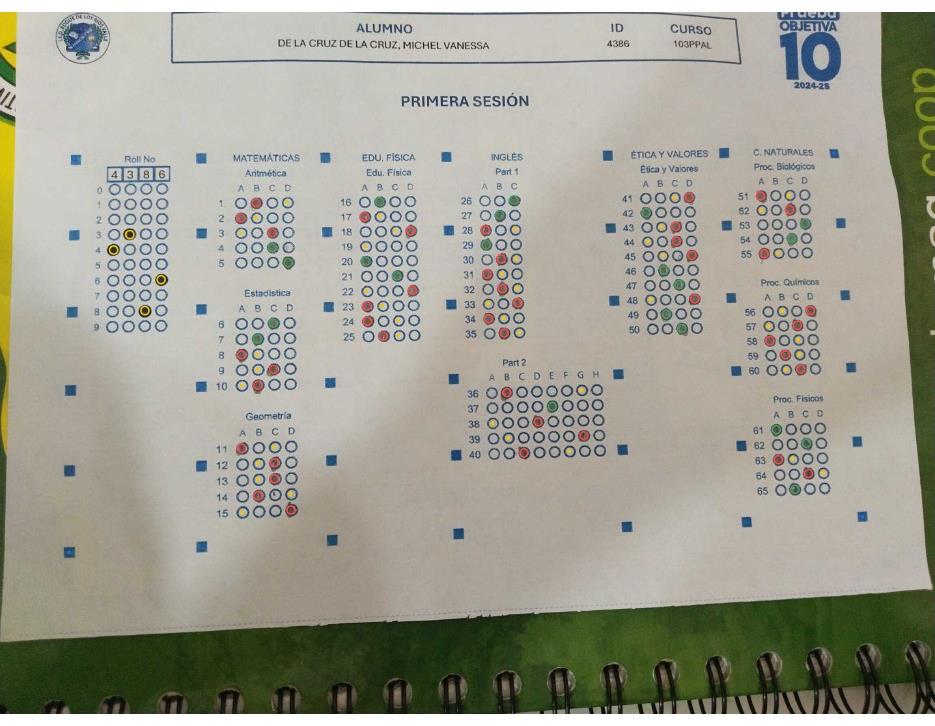 ALUMNO ID CURSO
DE LA CRUZ DE LA CRUZ, MICHEL VANESSA 4386 103PPAL
Prueba
OBJETIVA
10
2024-2S
PRIMERA SESIÓN
Roll No
4 3 8 6
0
1
2
3
4
5
6
7
8
9
MATEMÁTICAS
Aritmética
A B C D
1
2
3
4
5
Estadística
A B C D
6
7
8
9
10
Geometría
A B C D
11
12
13
14
15
EDU. FÍSICA
Edu. Física
A B C D
16
17
18
19
20
21
22
23
24
25
INGLÉS
Part 1
A B C
26
27
28
29
30
31
32
33
34
35
Part 2
A B C D E F G H
36
37
38
39
40
ÉTICA Y VALORES
Ética y Valores
A B C D
41
42
43
44
45
46
47
48
49
50
C. NATURALES
Proc. Biológicos
A B C D
51
52
53
54
55
Proc. Químicos
A B C D
56
57
58
59
60
Proc. Físicos
A B C D
61
62
63
64
65
coop